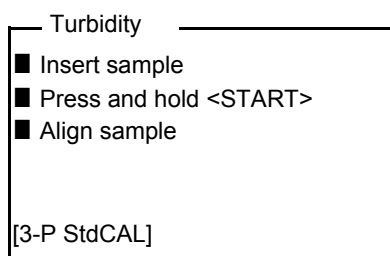 Turbidity
Insert sample
Press and hold <START>
Align sample
[3-P StdCAL]